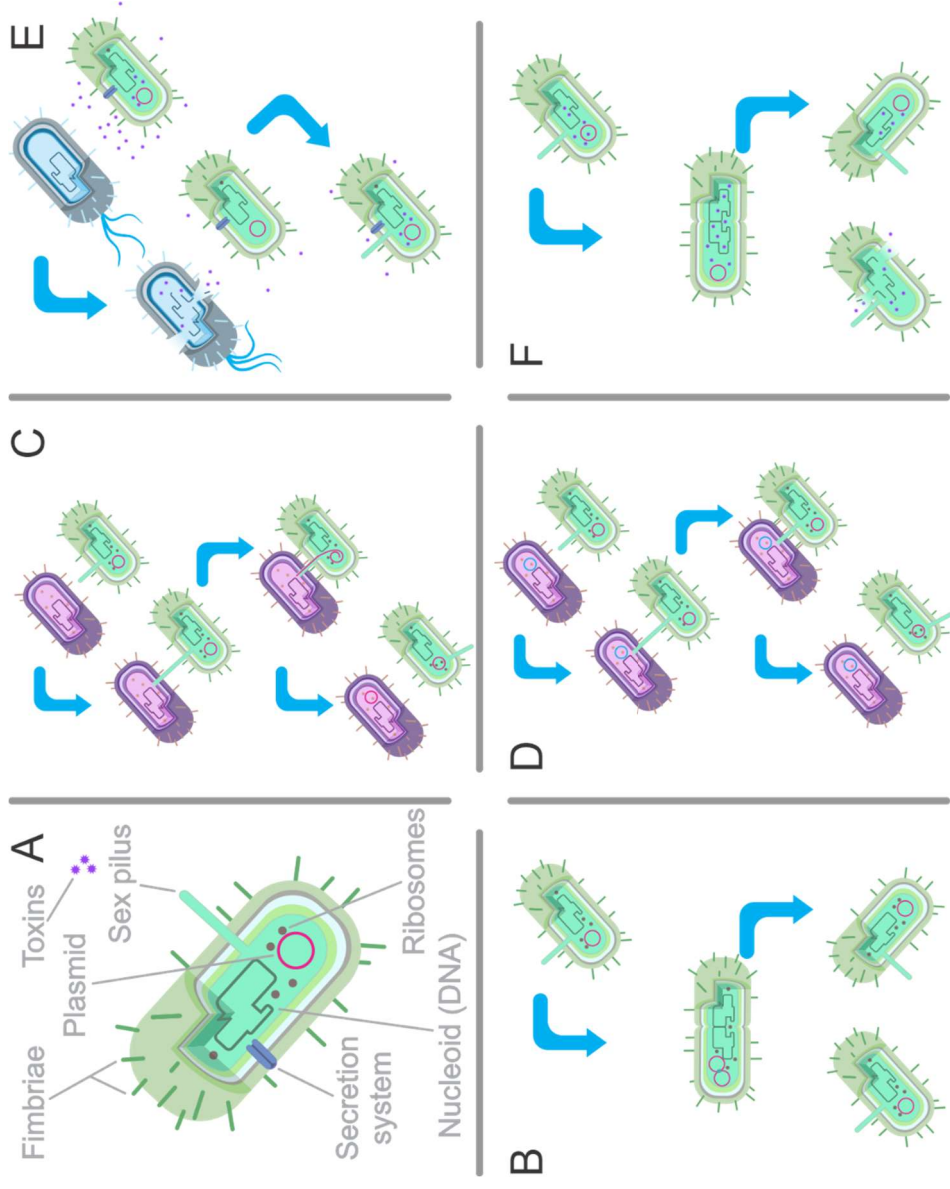 A
Fimbriae
Plasmid
Toxins
Sex pilus
Secretion
system
Nucleoid (DNA)
Ribosomes
C
E
B
D
F